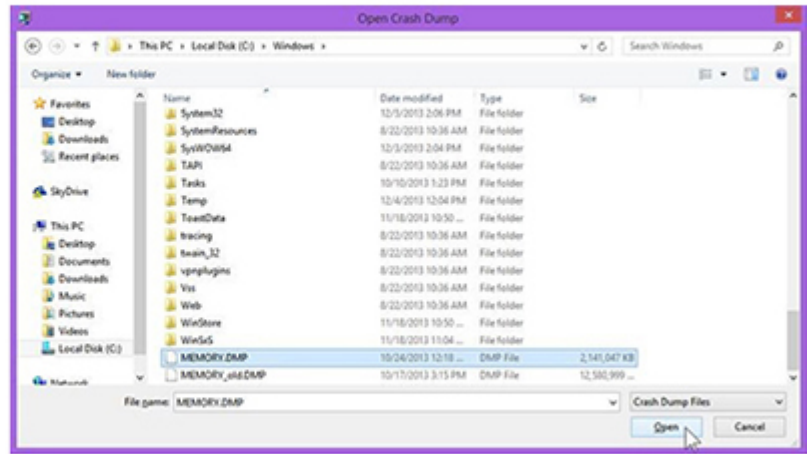 Open Crash Dump
This PC ▸ Local Disk (C:) ▸ Windows ▸
Search Windows
Organize ▾ New folder
Name Date modified Type Size
Favorites
Desktop
Downloads
Recent places
SkyDrive
This PC
Desktop
Documents
Downloads
Music
Pictures
Videos
Local Disk (C:)
Network
System32 12/5/2013 2:06 PM File folder
SystemResources 8/22/2013 10:36 AM File folder
SysWOW64 12/3/2013 2:04 PM File folder
TAPI 8/22/2013 10:36 AM File folder
Tasks 10/10/2013 1:23 PM File folder
Temp 12/4/2013 12:04 PM File folder
ToastData 11/18/2013 10:50 ... File folder
tracing 8/22/2013 10:36 AM File folder
twain_32 8/22/2013 10:36 AM File folder
vpnplugins 8/22/2013 10:36 AM File folder
Vss 8/22/2013 10:36 AM File folder
Web 8/22/2013 10:36 AM File folder
WinStore 11/18/2013 10:50 ... File folder
WinSxS 11/18/2013 11:04 ... File folder
MEMORY.DMP 10/24/2013 12:18 ... DMP File 2,141,047 KB
MEMORY_old.DMP 10/17/2013 3:15 PM DMP File 12,580,999 ...
File name: MEMORY.DMP Crash Dump Files
Open Cancel